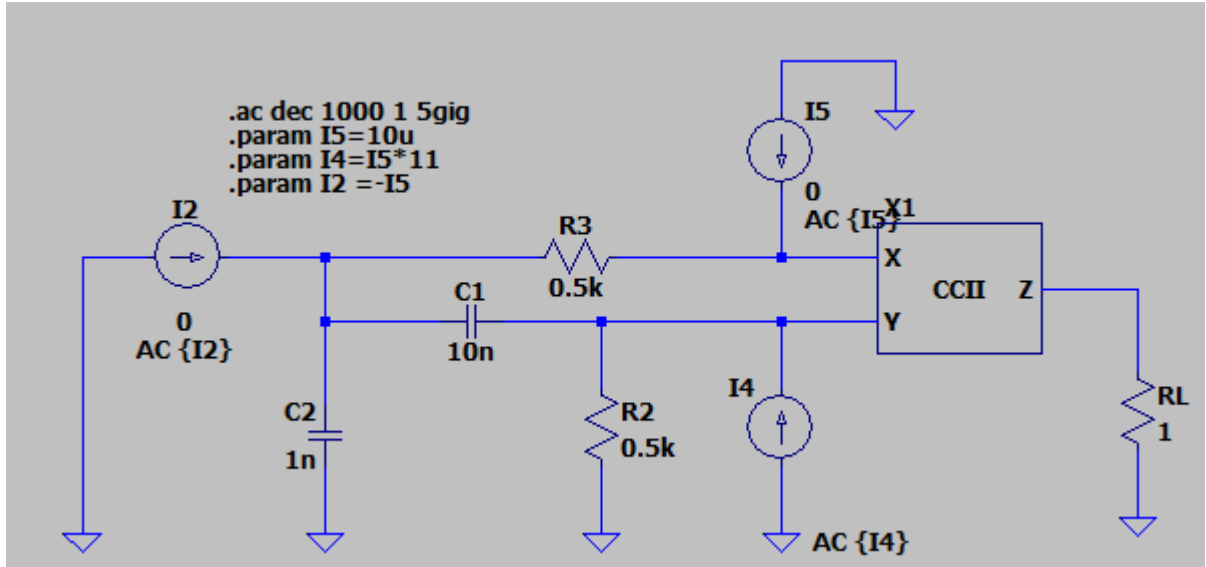 .ac dec 1000 1 5gig
.param I5=10u
.param I4=I5*11
.param I2 =-I5
I5
0
AC {I5}
X1
I2
0
AC {I2}
R3
0.5k
X
CCII
Z
Y
C1
10n
I4
RL
1
C2
1n
R2
0.5k
AC {I4}